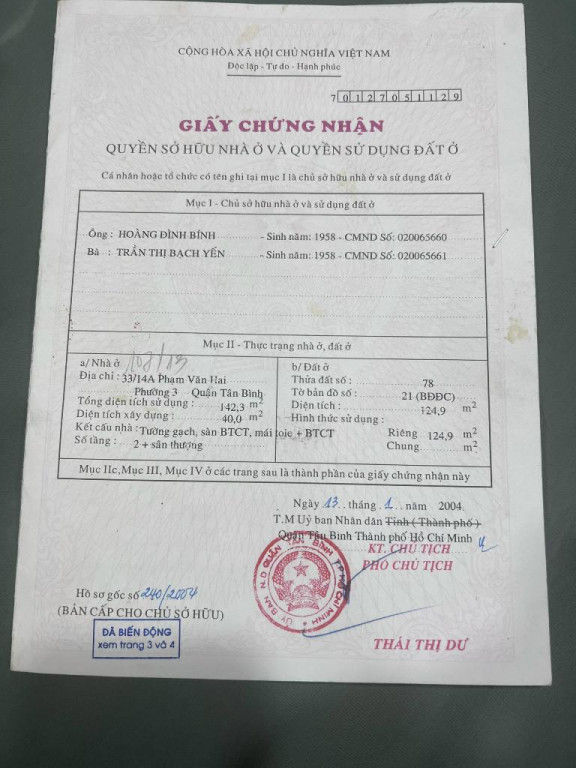 CỘNG HÒA XÃ HỘI CHỦ NGHĨA VIỆT NAM
Độc lập - Tự do - Hạnh phúc
7 0 1 2 7 0 5 1 1 2 9
GIẤY CHỨNG NHẬN
QUYỀN SỞ HỮU NHÀ Ở VÀ QUYỀN SỬ DỤNG ĐẤT Ở
Cá nhân hoặc tổ chức có tên ghi tại mục I là chủ sở hữu nhà ở và sử dụng đất ở
Mục I - Chủ sở hữu nhà ở và sử dụng đất ở
Ông : HOÀNG ĐÌNH BÍNH - Sinh năm: 1958 - CMND Số: 020065660
Bà : TRẦN THỊ BẠCH YẾN - Sinh năm: 1958 - CMND Số: 020065661
Mục II - Thực trạng nhà ở, đất ở
a/ Nhà ở
Địa chỉ : 33/14A Phạm Văn Hai
Phường 3 Quận Tân Bình
Tổng diện tích sử dụng : 142,3 m2
Diện tích xây dựng : 40,0 m2
Kết cấu nhà : Tường gạch, sàn BTCT, mái tole + BTCT
Số tầng : 2 + sân thượng
b/ Đất ở
Thửa đất số : 78
Tờ bản đồ số : 21 (BĐĐC)
Diện tích : 124,9 m2
Hình thức sử dụng :
Riêng 124,9 m2
Chung m2
Mục IIc, Mục III, Mục IV ở các trang sau là thành phần của giấy chứng nhận này
Ngày 13 tháng 1 năm 2004
T.M Uỷ ban Nhân dân Tỉnh ( Thành phố )
Quận Tân Bình Thành phố Hồ Chí Minh
KT. CHỦ TỊCH
PHÓ CHỦ TỊCH
ỦY BAN N.D QUẬN TÂN BÌNH T.P HỒ CHÍ MINH
Hồ sơ gốc số 240/2004
(BẢN CẤP CHO CHỦ SỞ HỮU)
ĐÃ BIẾN ĐỘNG
xem trang 3 và 4
THÁI THỊ DƯ